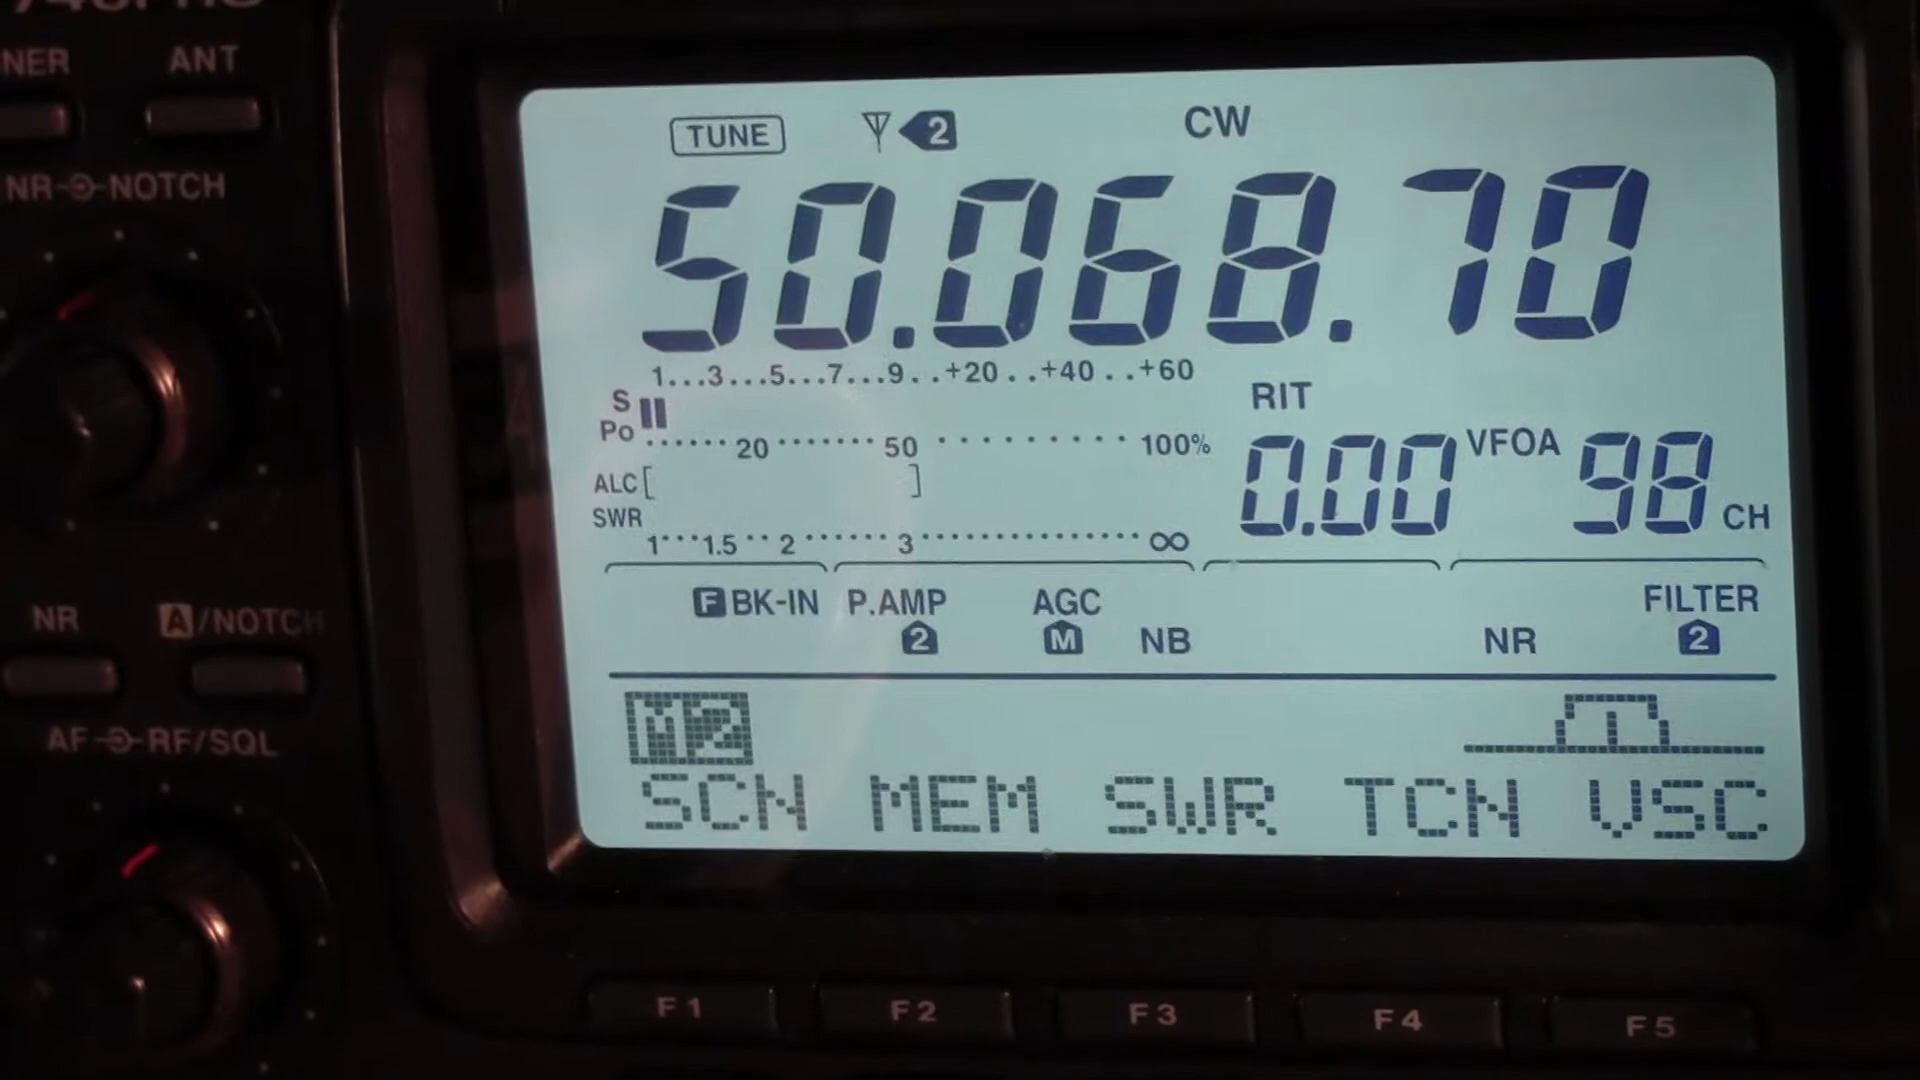 ANT
NR NOTCH
NR A/NOTCH
AF RF/SQL
TUNE 2 CW
50.068.70
1...3...5...7...9..+20..+40..+60
S
Po
20 50 100%
RIT
0.00 VFOA 98 CH
ALC[ ]
SWR
1 1.5 2 3 ∞
F BK-IN P.AMP AGC FILTER
2 M NB NR 2
M2
SCN MEM SWR TCN VSC
F1 F2 F3 F4 F5